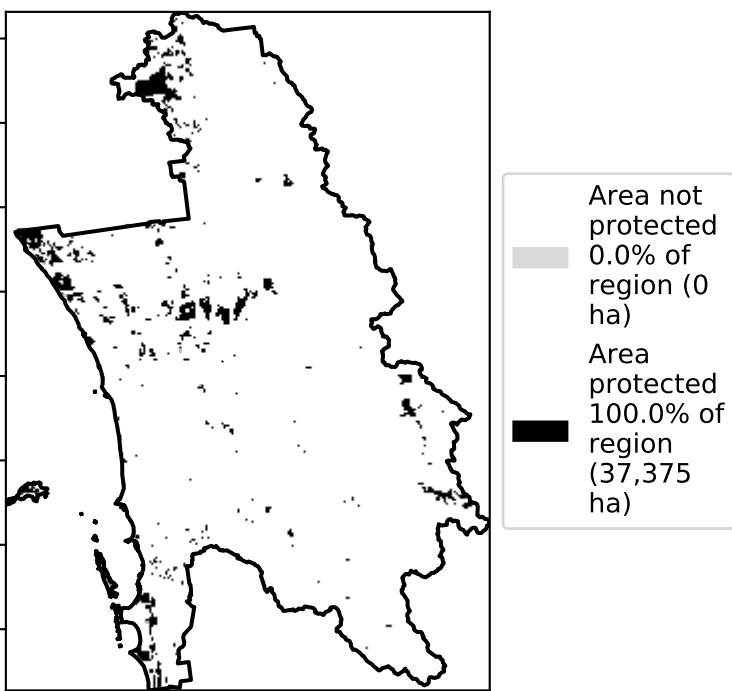 Area not
protected
0.0% of
region (0
ha)
Area
protected
100.0% of
region
(37,375
ha)